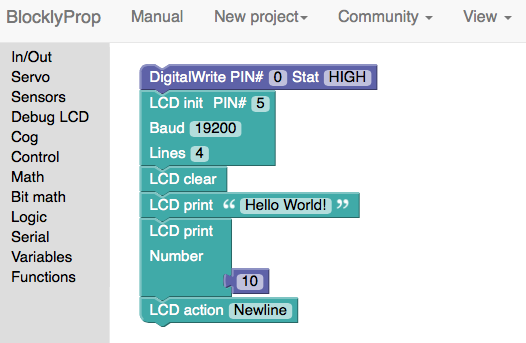 BlocklyProp Manual New project Community View
In/Out
Servo
Sensors
Debug LCD
Cog
Control
Math
Bit math
Logic
Serial
Variables
Functions
DigitalWrite PIN# 0 Stat HIGH
LCD init PIN# 5
Baud 19200
Lines 4
LCD clear
LCD print “ Hello World! ”
LCD print
Number
10
LCD action Newline